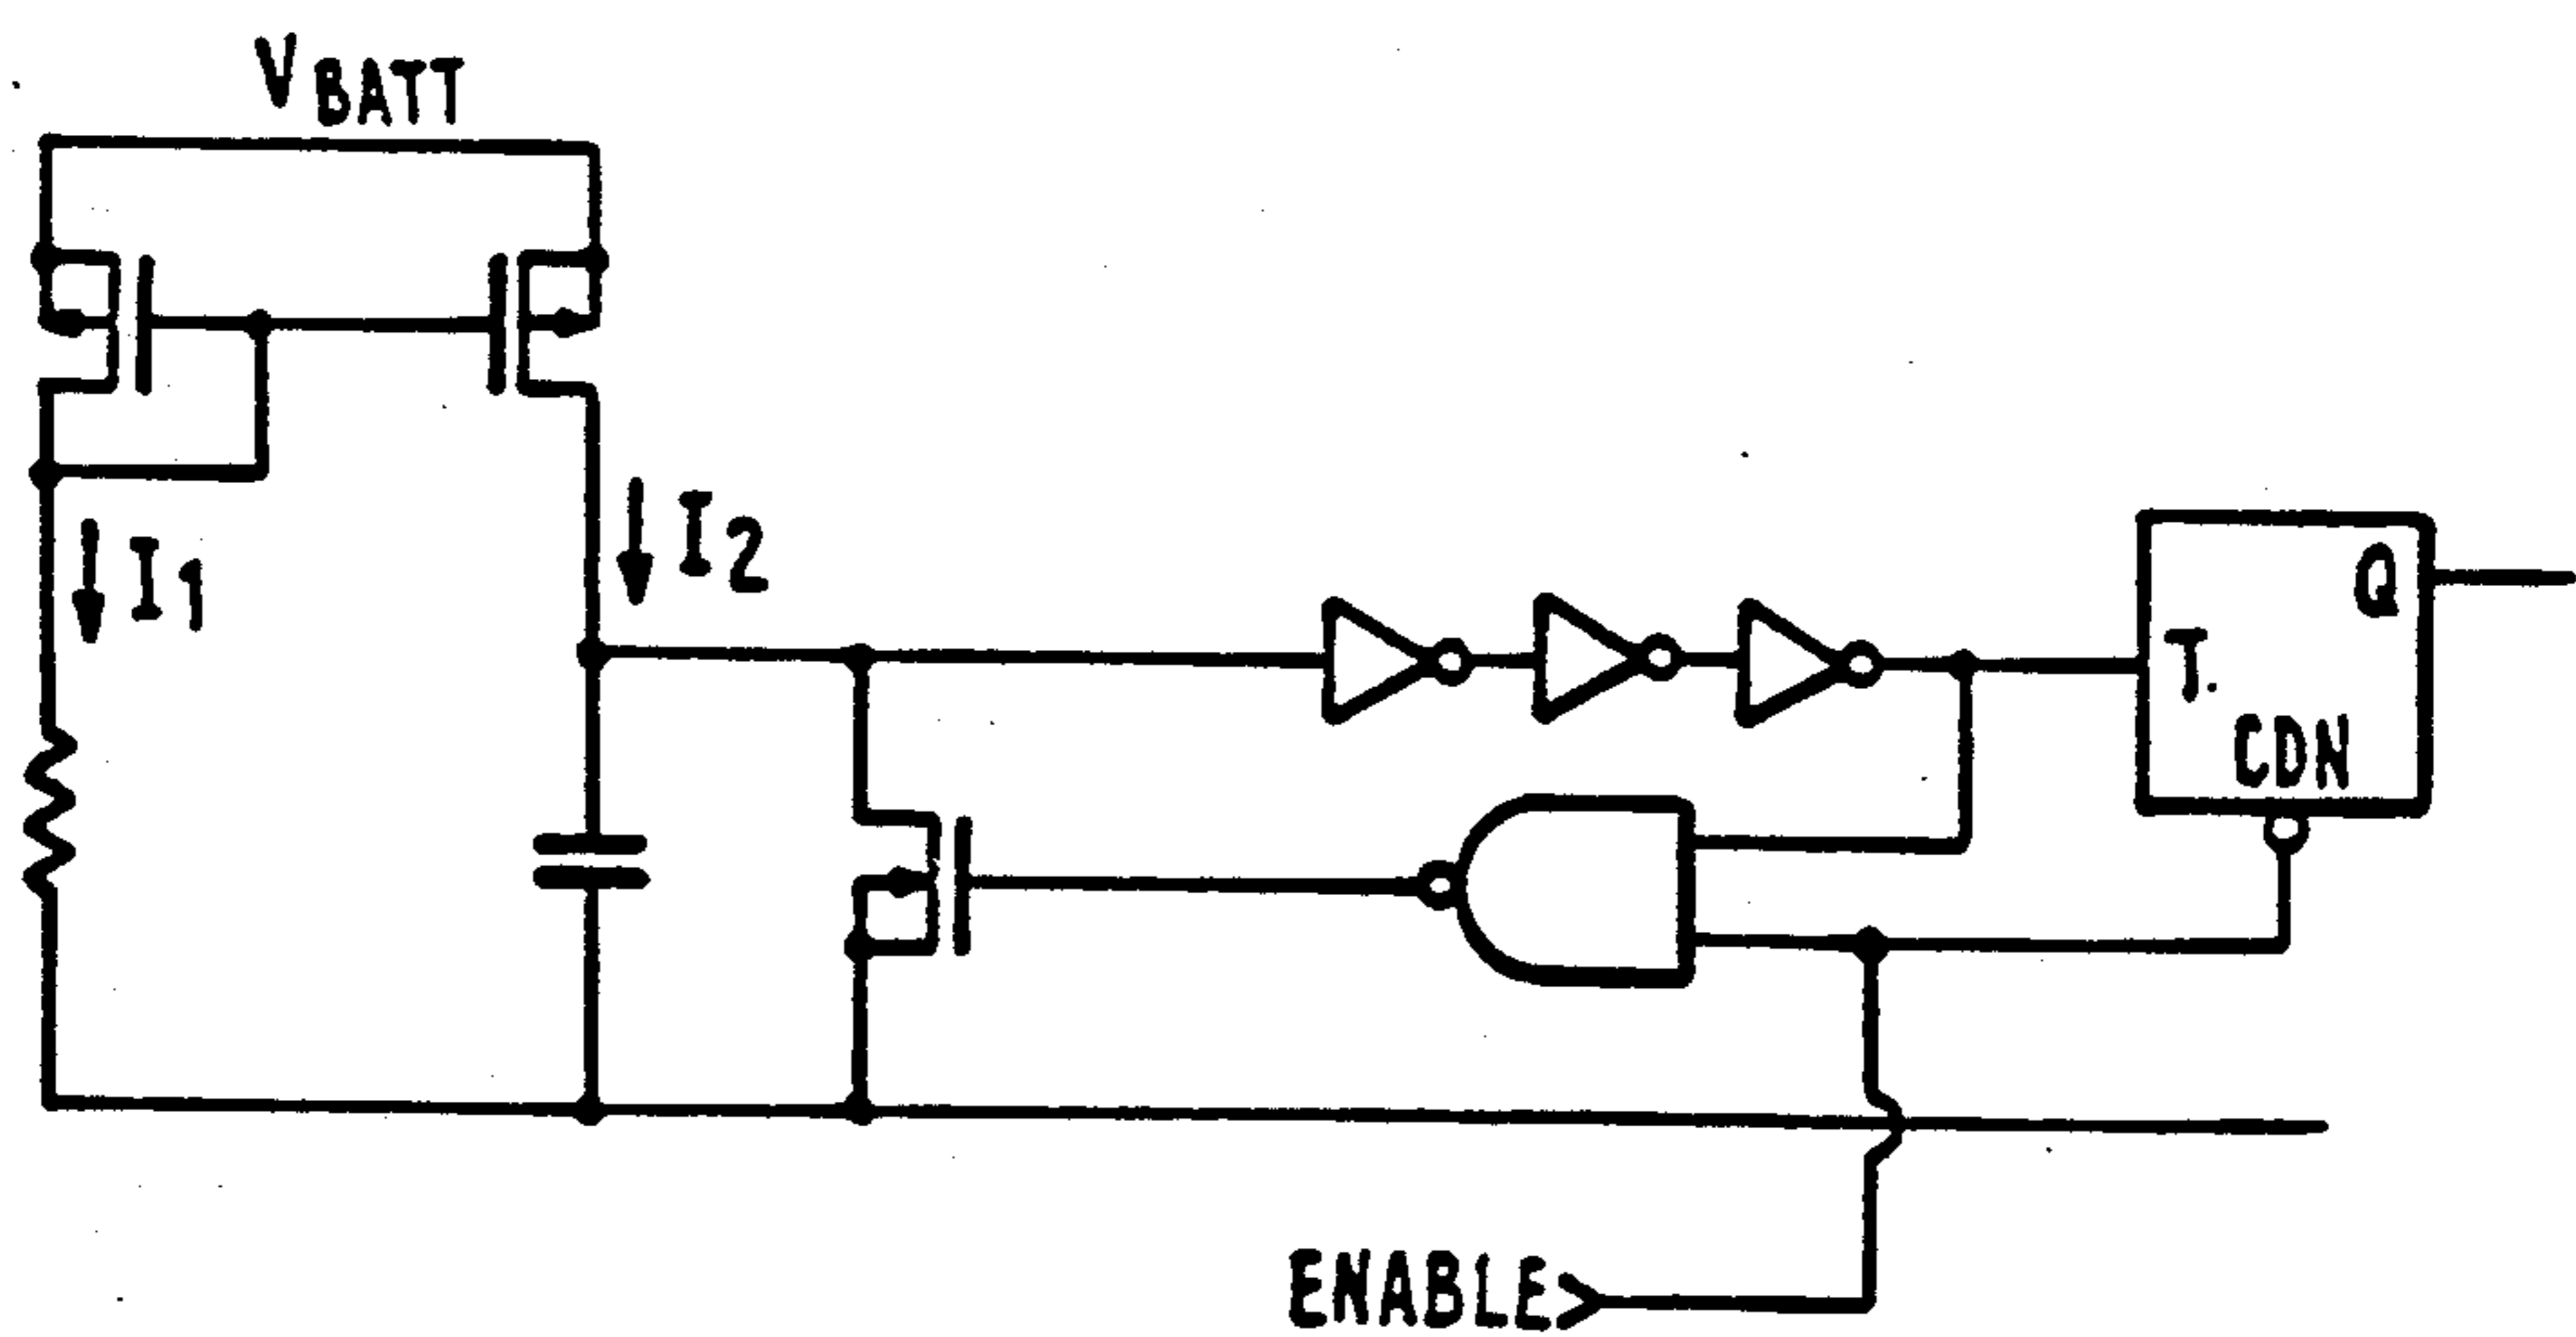 VBATT
I1
I2
Q
T
CDN
ENABLE